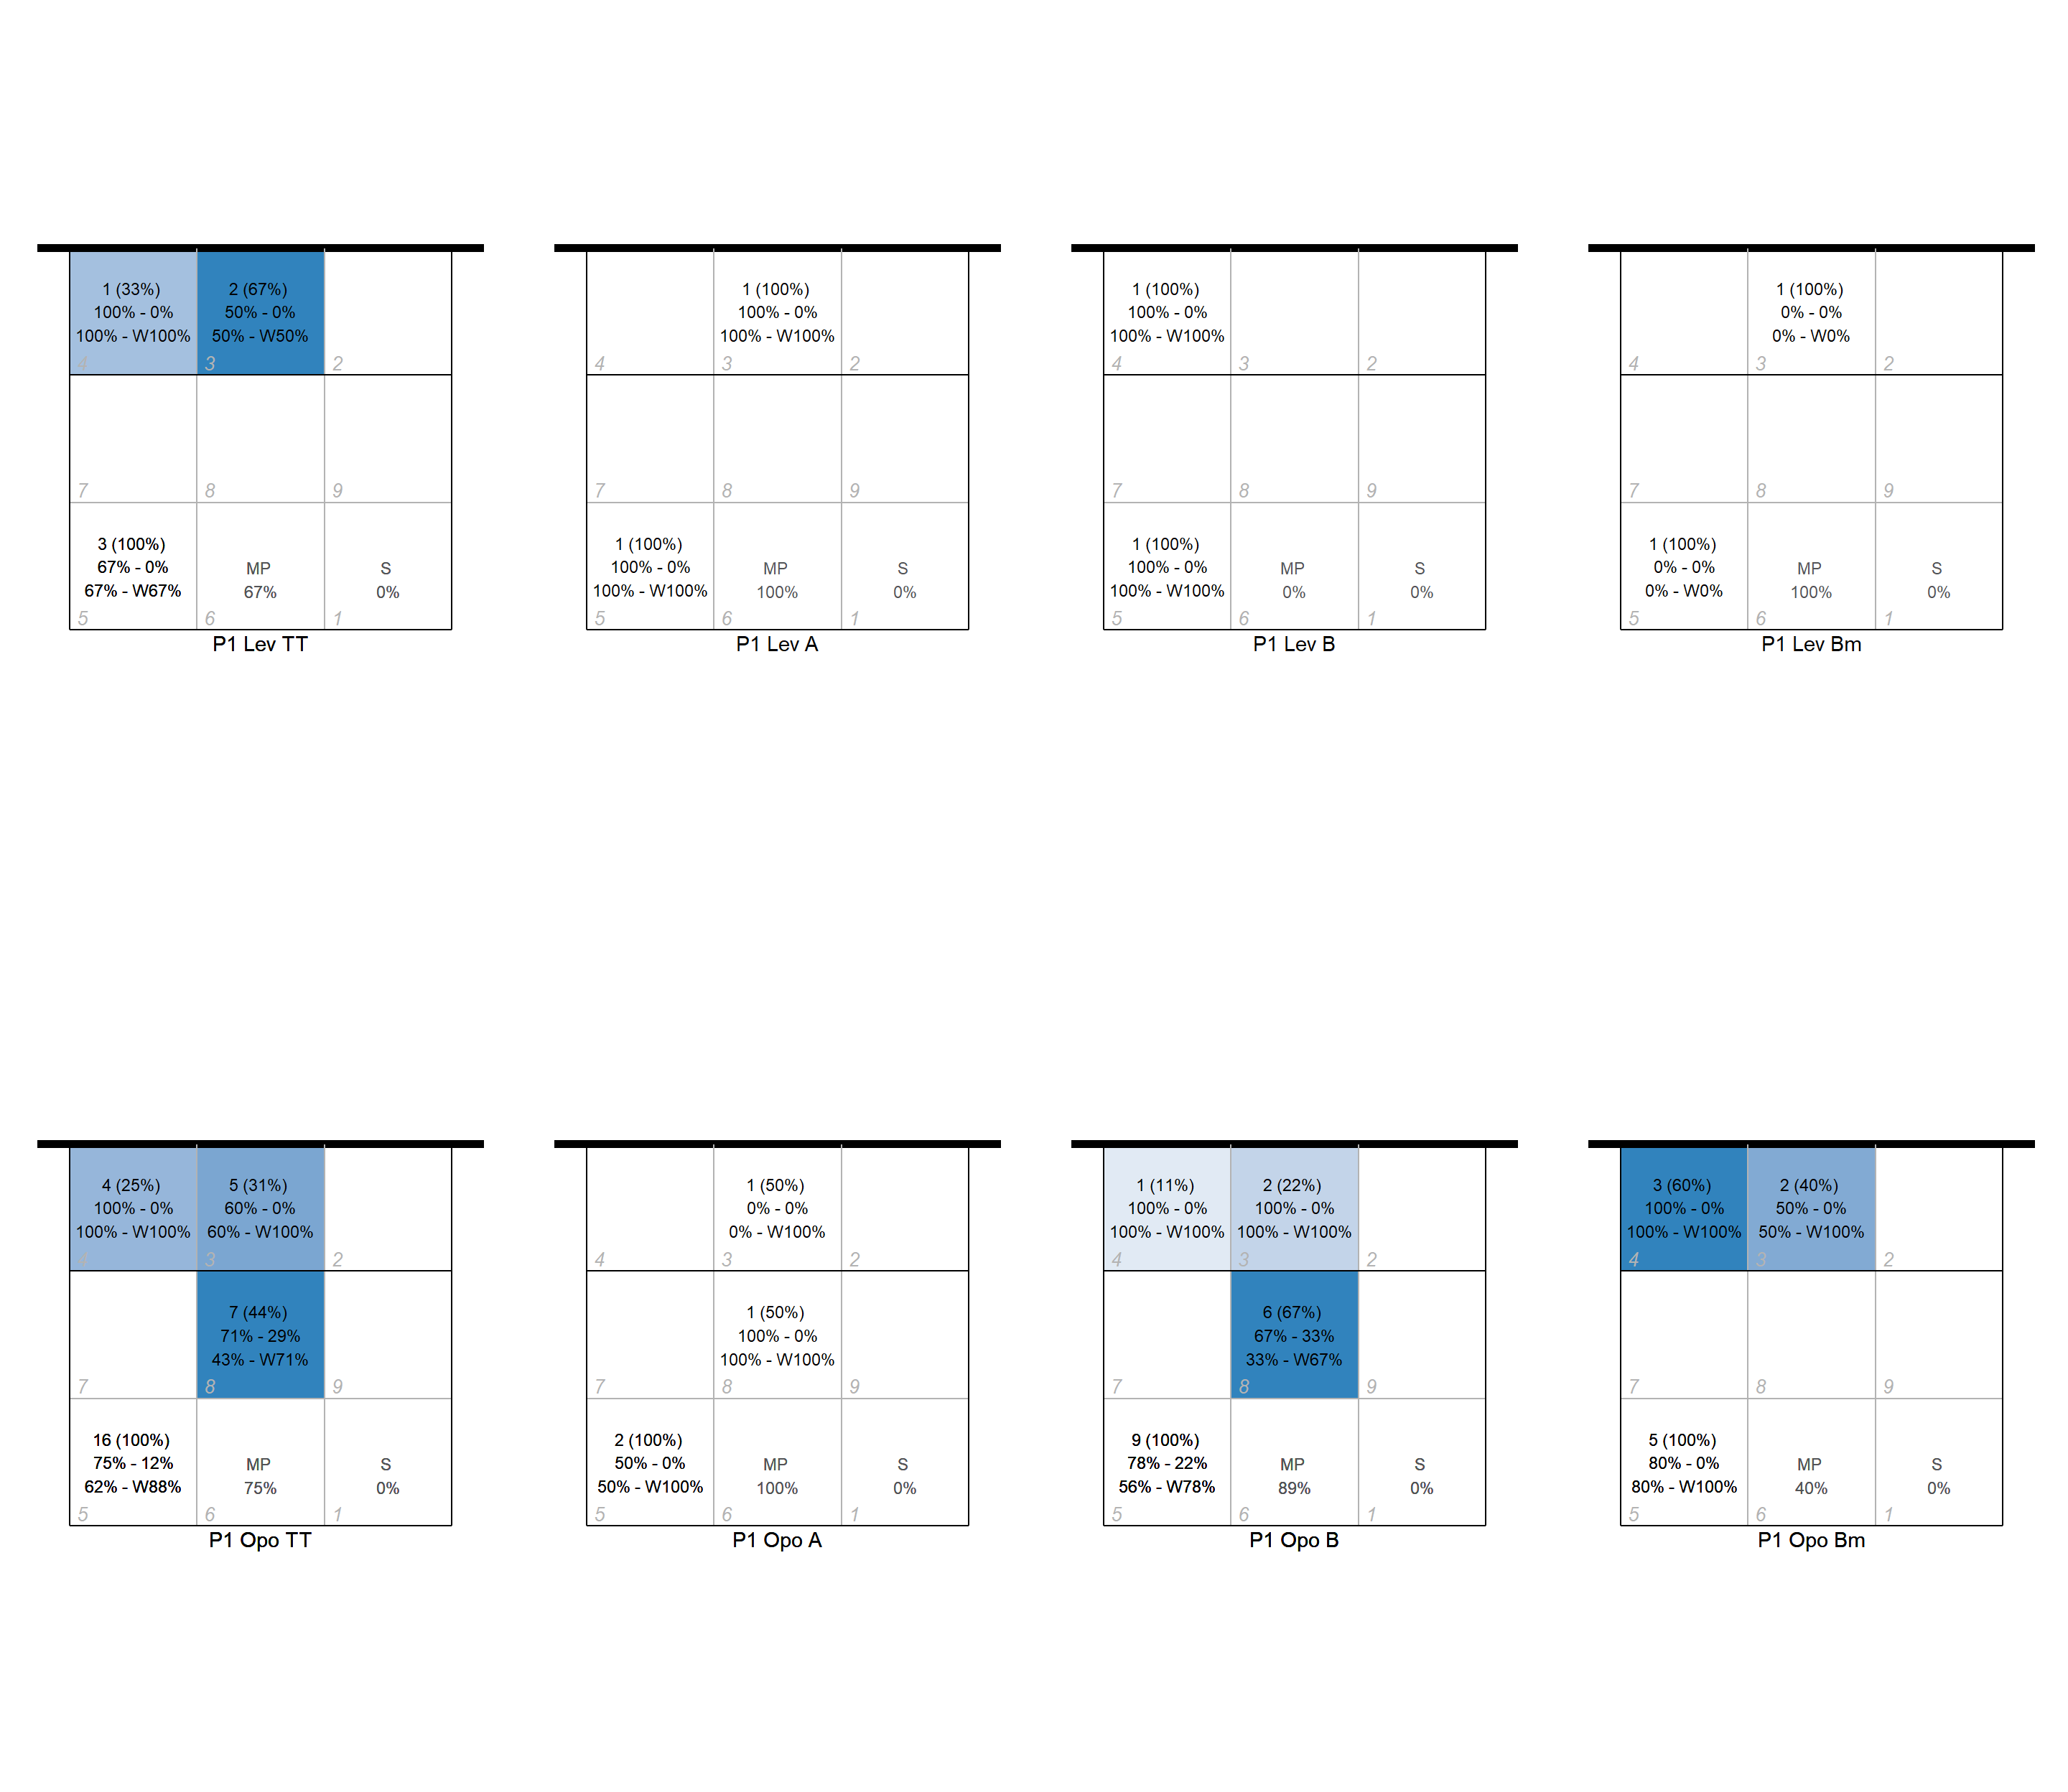 1 (33%)
100% - 0%
100% - W100%
4
2 (67%)
50% - 0%
50% - W50%
3
2
7
8
9
3 (100%)
67% - 0%
67% - W67%
5
MP
67%
6
S
0%
1
P1 Lev TT
4
1 (100%)
100% - 0%
100% - W100%
3
2
7
8
9
1 (100%)
100% - 0%
100% - W100%
5
MP
100%
6
S
0%
1
P1 Lev A
1 (100%)
100% - 0%
100% - W100%
4
3
2
7
8
9
1 (100%)
100% - 0%
100% - W100%
5
MP
0%
6
S
0%
1
P1 Lev B
4
1 (100%)
0% - 0%
0% - W0%
3
2
7
8
9
1 (100%)
0% - 0%
0% - W0%
5
MP
100%
6
S
0%
1
P1 Lev Bm
4 (25%)
100% - 0%
100% - W100%
4
5 (31%)
60% - 0%
60% - W100%
3
2
7
7 (44%)
71% - 29%
43% - W71%
8
9
16 (100%)
75% - 12%
62% - W88%
5
MP
75%
6
S
0%
1
P1 Opo TT
4
1 (50%)
0% - 0%
0% - W100%
3
2
7
1 (50%)
100% - 0%
100% - W100%
8
9
2 (100%)
50% - 0%
50% - W100%
5
MP
100%
6
S
0%
1
P1 Opo A
1 (11%)
100% - 0%
100% - W100%
4
2 (22%)
100% - 0%
100% - W100%
3
2
7
6 (67%)
67% - 33%
33% - W67%
8
9
9 (100%)
78% - 22%
56% - W78%
5
MP
89%
6
S
0%
1
P1 Opo B
3 (60%)
100% - 0%
100% - W100%
4
2 (40%)
50% - 0%
50% - W100%
3
2
7
8
9
5 (100%)
80% - 0%
80% - W100%
5
MP
40%
6
S
0%
1
P1 Opo Bm